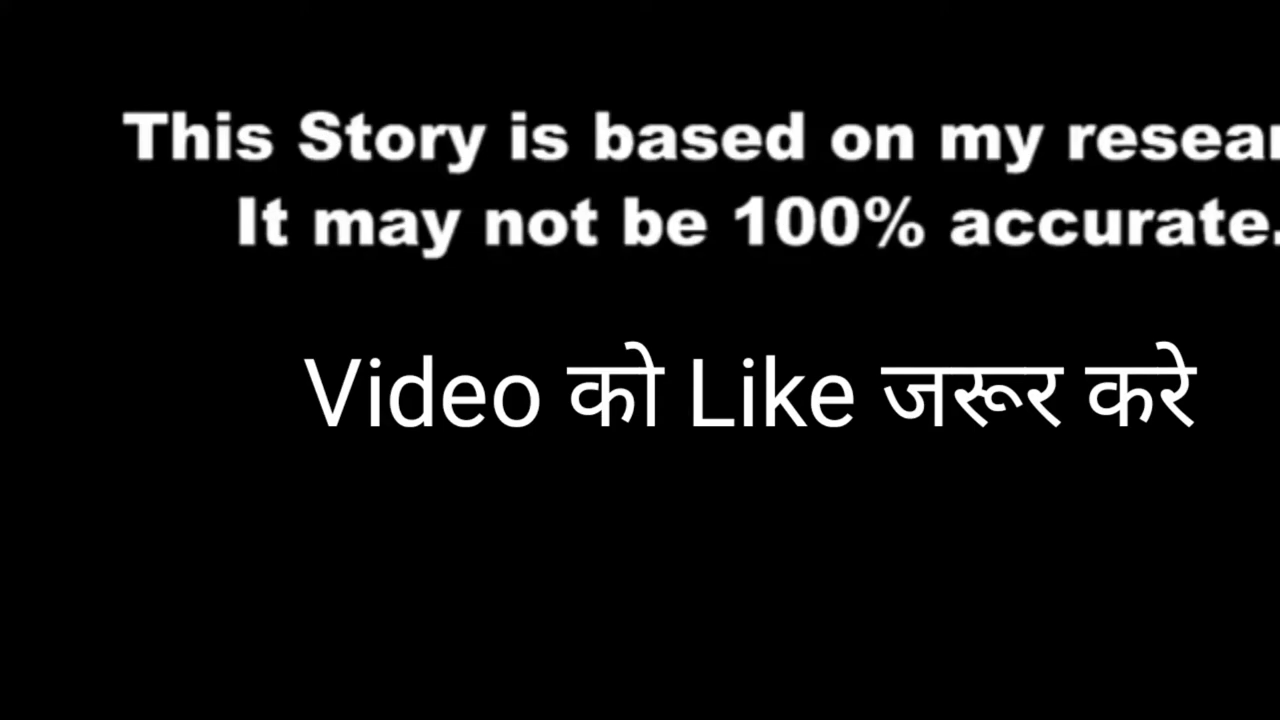 This Story is based on my resear
It may not be 100% accurate.
Video को Like जरूर करे